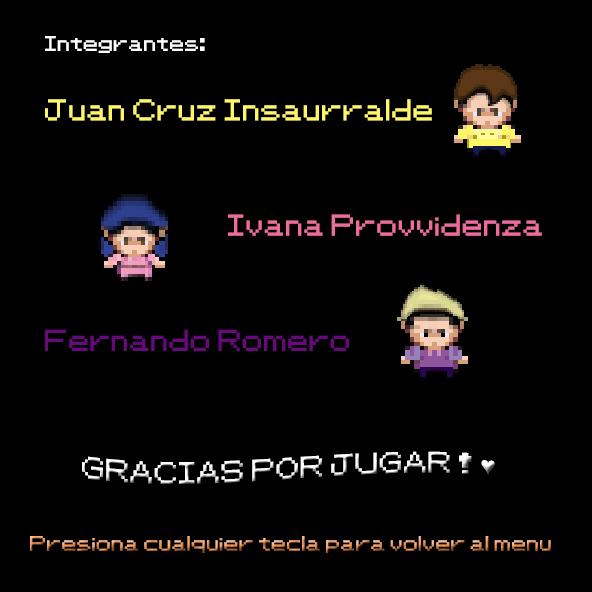 Integrantes:
Juan Cruz Insaurralde
Ivana Provvidenza
Fernando Romero
GRACIAS POR JUGAR! ♥
Presiona cualquier tecla para volver al menu